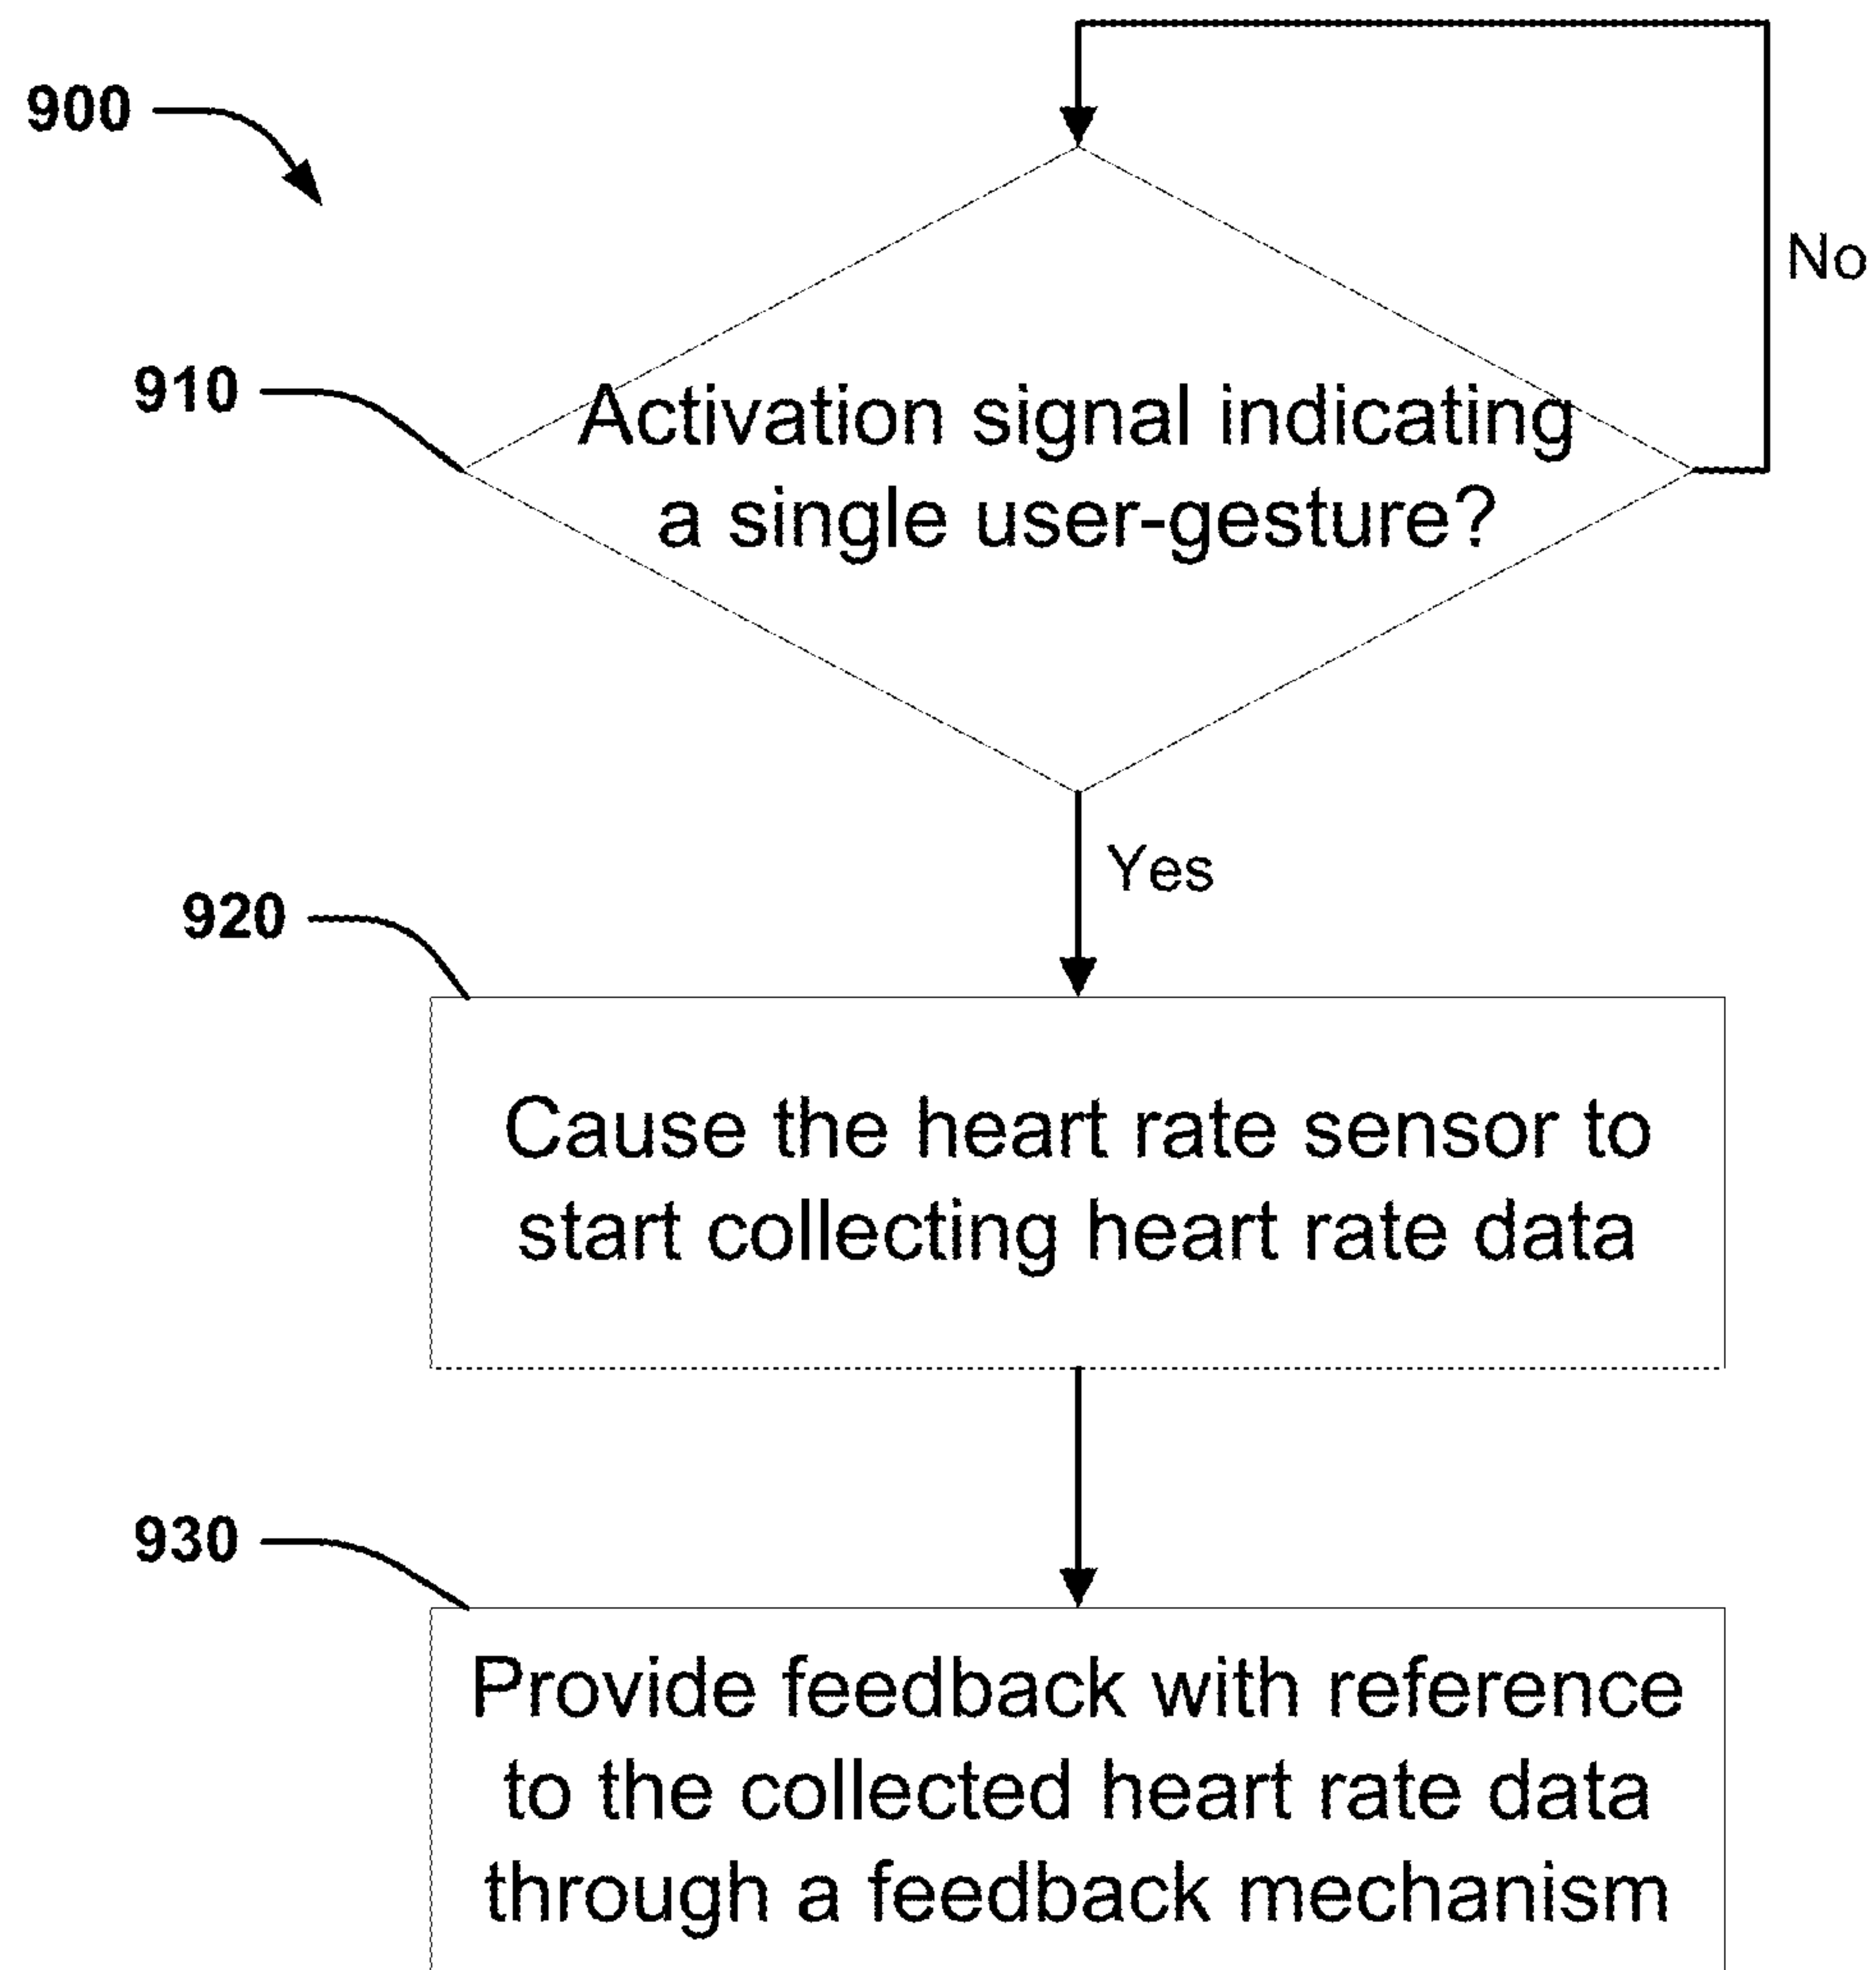 900
No
910
Activation signal indicating
a single user-gesture?
Yes
920
Cause the heart rate sensor to
start collecting heart rate data
930
Provide feedback with reference
to the collected heart rate data
through a feedback mechanism